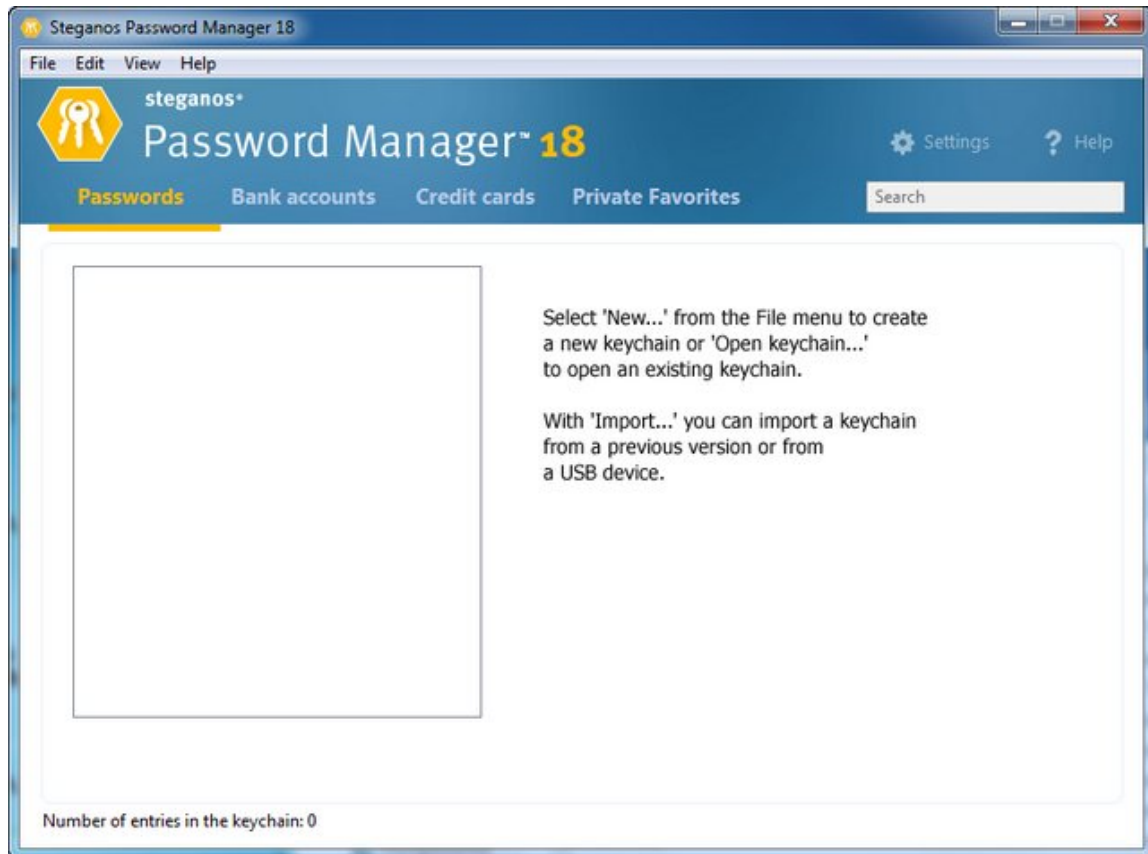 Steganos Password Manager 18
File Edit View Help
steganos
Password Manager™ 18
Settings ? Help
Passwords Bank accounts Credit cards Private Favorites Search
Select 'New...' from the File menu to create
a new keychain or 'Open keychain...'
to open an existing keychain.
With 'Import...' you can import a keychain
from a previous version or from
a USB device.
Number of entries in the keychain: 0